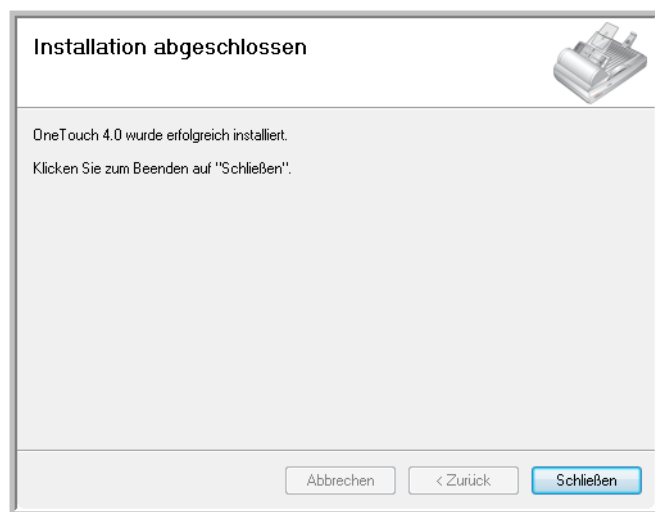 Installation abgeschlossen
OneTouch 4.0 wurde erfolgreich installiert.
Klicken Sie zum Beenden auf "Schließen".
Abbrechen
< Zurück
Schließen